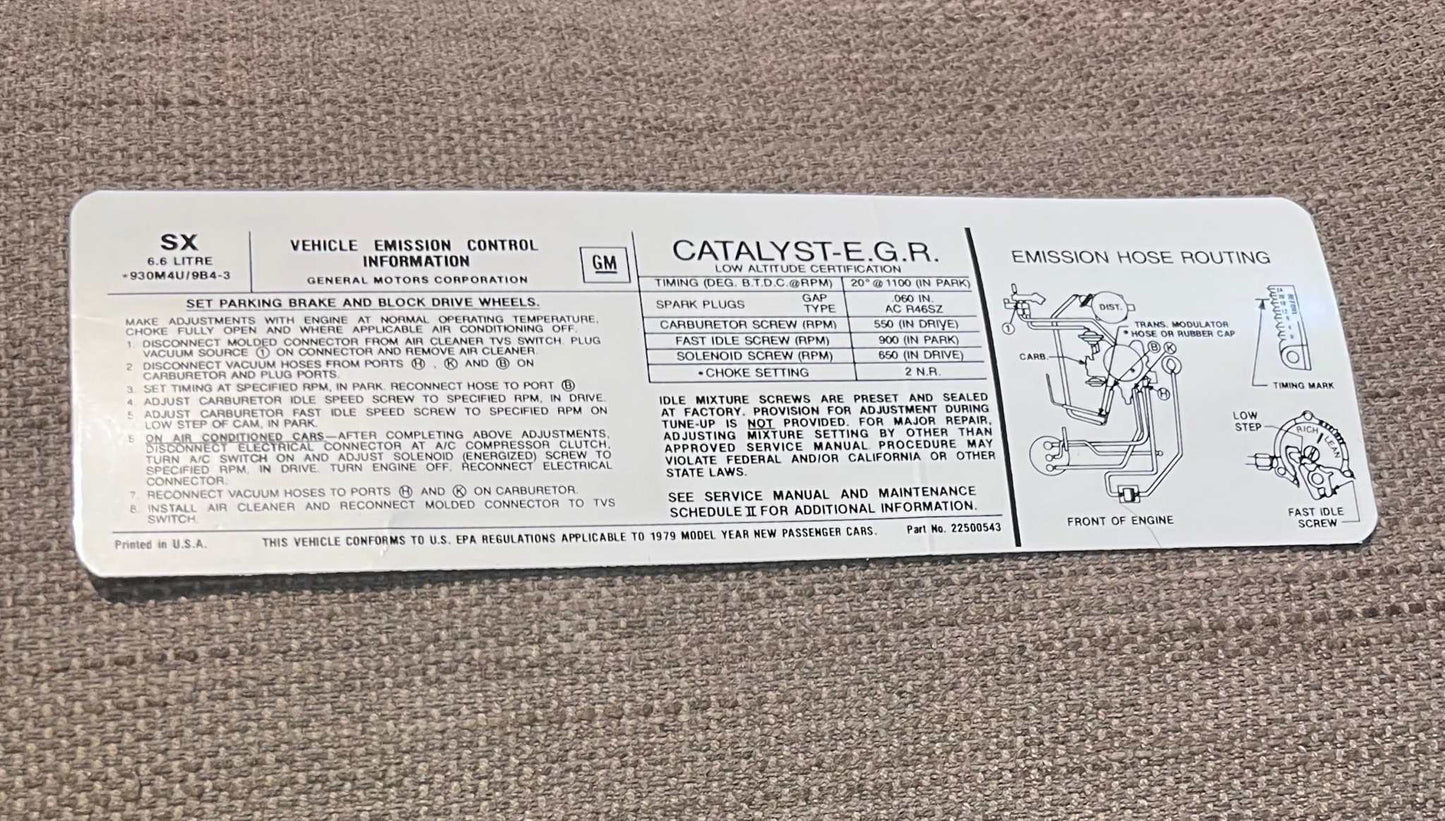 SX
6.6 LITRE
*930M4U/9B4-3
VEHICLE EMISSION CONTROL
INFORMATION
GENERAL MOTORS CORPORATION
GM
SET PARKING BRAKE AND BLOCK DRIVE WHEELS.
MAKE ADJUSTMENTS WITH ENGINE AT NORMAL OPERATING TEMPERATURE,
CHOKE FULLY OPEN AND WHERE APPLICABLE AIR CONDITIONING OFF.
1. DISCONNECT MOLDED CONNECTOR FROM AIR CLEANER TVS SWITCH. PLUG
VACUUM SOURCE ① ON CONNECTOR AND REMOVE AIR CLEANER.
2 DISCONNECT VACUUM HOSES FROM PORTS Ⓗ, Ⓚ AND Ⓑ ON
CARBURETOR AND PLUG PORTS.
3. SET TIMING AT SPECIFIED RPM, IN PARK. RECONNECT HOSE TO PORT Ⓑ
4. ADJUST CARBURETOR IDLE SPEED SCREW TO SPECIFIED RPM, IN DRIVE.
5. ADJUST CARBURETOR FAST IDLE SPEED SCREW TO SPECIFIED RPM ON
LOW STEP OF CAM, IN PARK.
6. ON AIR CONDITIONED CARS—AFTER COMPLETING ABOVE ADJUSTMENTS,
DISCONNECT ELECTRICAL CONNECTOR AT A/C COMPRESSOR CLUTCH,
TURN A/C SWITCH ON AND ADJUST SOLENOID (ENERGIZED) SCREW TO
SPECIFIED RPM, IN DRIVE. TURN ENGINE OFF, RECONNECT ELECTRICAL
CONNECTOR.
7. RECONNECT VACUUM HOSES TO PORTS Ⓗ AND Ⓚ ON CARBURETOR.
8. INSTALL AIR CLEANER AND RECONNECT MOLDED CONNECTOR TO TVS
SWITCH.
CATALYST-E.G.R.
LOW ALTITUDE CERTIFICATION
TIMING (DEG. B.T.D.C.@RPM) 20° @ 1100 (IN PARK)
SPARK PLUGS GAP .060 IN.
TYPE AC R46SZ
CARBURETOR SCREW (RPM) 550 (IN DRIVE)
FAST IDLE SCREW (RPM) 900 (IN PARK)
SOLENOID SCREW (RPM) 650 (IN DRIVE)
*CHOKE SETTING 2 N.R.
IDLE MIXTURE SCREWS ARE PRESET AND SEALED
AT FACTORY. PROVISION FOR ADJUSTMENT DURING
TUNE-UP IS NOT PROVIDED. FOR MAJOR REPAIR,
ADJUSTING MIXTURE SETTING BY OTHER THAN
APPROVED SERVICE MANUAL PROCEDURE MAY
VIOLATE FEDERAL AND/OR CALIFORNIA OR OTHER
STATE LAWS.
SEE SERVICE MANUAL AND MAINTENANCE
SCHEDULE II FOR ADDITIONAL INFORMATION.
Printed in U.S.A.
THIS VEHICLE CONFORMS TO U.S. EPA REGULATIONS APPLICABLE TO 1979 MODEL YEAR NEW PASSENGER CARS.
Part No. 22500543
EMISSION HOSE ROUTING
①
DIST.
TRANS. MODULATOR
* HOSE OR RUBBER CAP
CARB.
Ⓑ Ⓚ
Ⓗ
FRONT OF ENGINE
TIMING MARK
LOW
STEP
RICH LEAN
FAST IDLE
SCREW